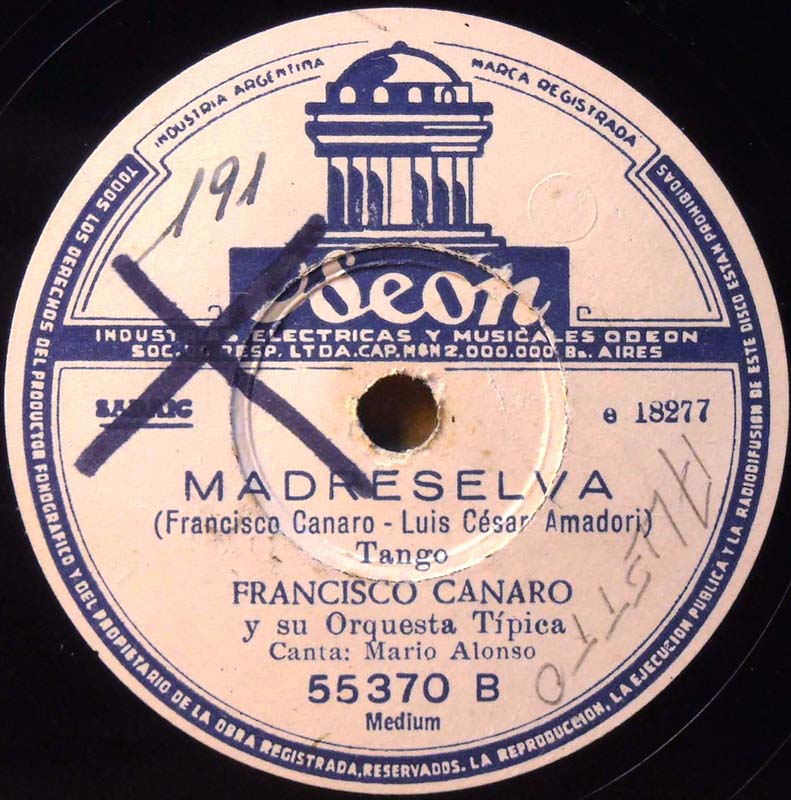 INDUSTRIA ARGENTINA
MARCA REGISTRADA
TODOS LOS DERECHOS DEL PRODUCTOR FONOGRAFICO Y DEL PROPIETARIO DE LA OBRA REGISTRADA, RESERVADOS. LA REPRODUCCION, LA EJECUCION PUBLICA Y LA RADIODIFUSION DE ESTE DISCO ESTAN PROHIBIDAS
191
Odeon
ELECTRICAS Y MUSICALES ODEON
RESP. LTDA. CAP. M$N 2.000.000 Bs. AIRES
SADAIC
e 18277
MADRESELVA
(Francisco Canaro - Luis César Amadori)
Tango
FRANCISCO CANARO
y su Orquesta Típica
Canta: Mario Alonso
55370 B
Medium